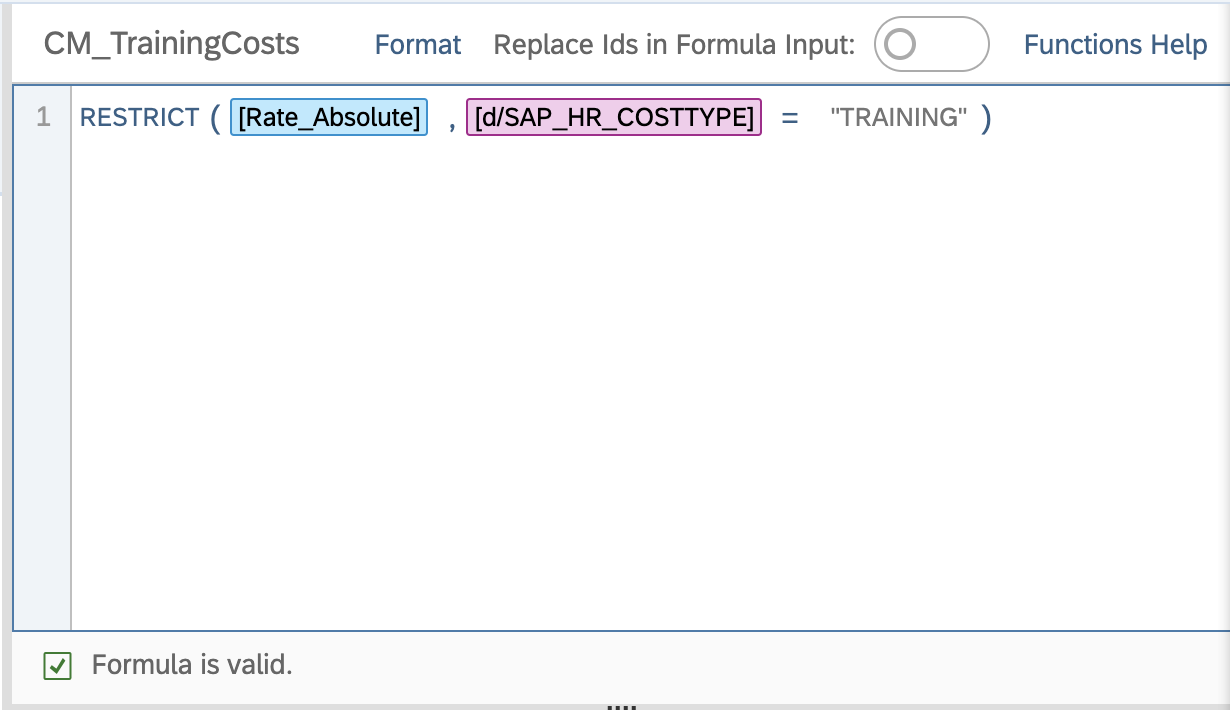 CM_TrainingCosts Format Replace Ids in Formula Input: Functions Help
1 RESTRICT ( [Rate_Absolute] , [d/SAP_HR_COSTTYPE] = "TRAINING" )
Formula is valid.